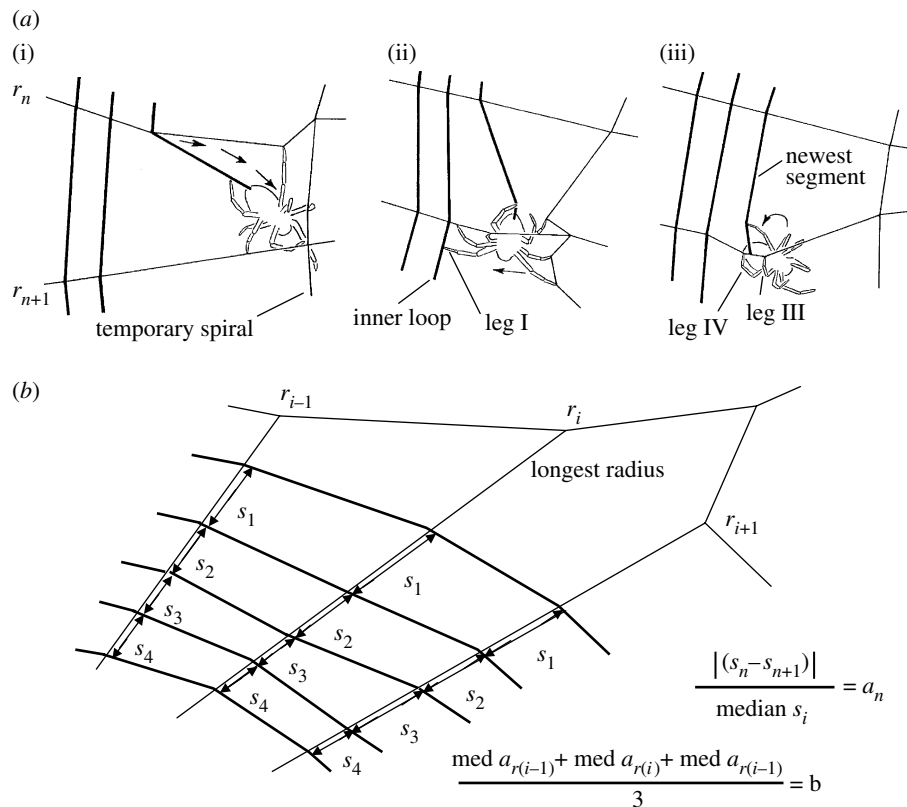 (a)
(i)
(ii)
(iii)
r_n
r_{n+1}
temporary spiral
inner loop
leg I
newest
segment
leg IV
leg III
(b)
r_{i–1}
r_i
longest radius
r_{i+1}
s_1
s_2
s_3
s_4
s_1
s_2
s_3
s_4
s_1
s_2
s_3
s_4
|(s_n–s_{n+1})|
median s_i
= a_n
med a_{r(i–1)}+ med a_{r(i)}+ med a_{r(i–1)}
3
= b